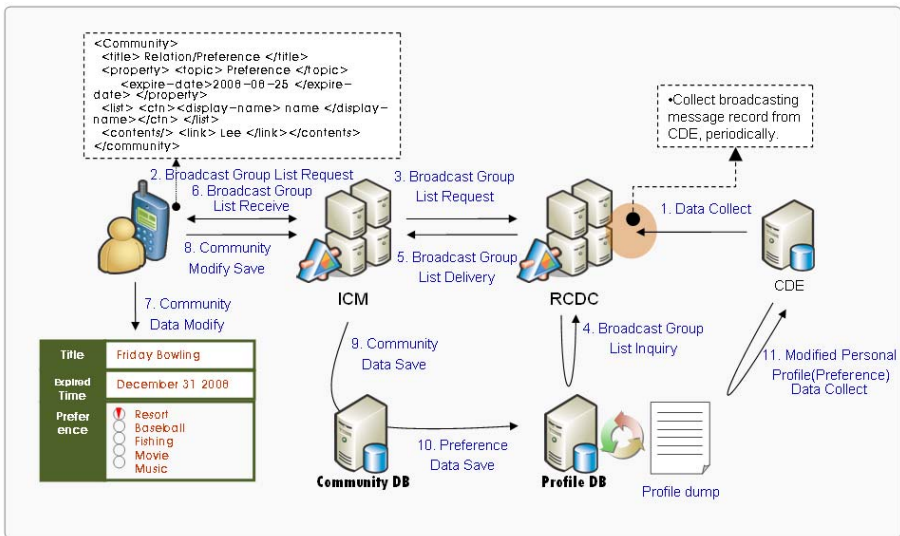 <Community>
<title> Relation/Preference </title>
<property> <topic> Preference </topic>
<expire-date>2008-08-25 </expire-
date> </property>
<list> <ctn><display-name> name </display-
name></ctn> </list>
<contents/> <link> Lee </link></contents>
</community>
•Collect broadcasting
message record from
CDE, periodically.
2. Broadcast Group List Request
6. Broadcast Group
List Receive
3. Broadcast Group
List Request
1. Data Collect
8. Community
Modify Save
5. Broadcast Group
List Delivery
ICM
RCDC
CDE
7. Community
Data Modify
9. Community
Data Save
4. Broadcast Group
List Inquiry
11. Modified Personal
Profile(Preference)
Data Collect
Title
Friday Bowling
Expired
Time
December 31 2008
Prefer
ence
Resort
Baseball
Fishing
Movie
Music
10. Preference
Data Save
Community DB
Profile DB
Profile dump